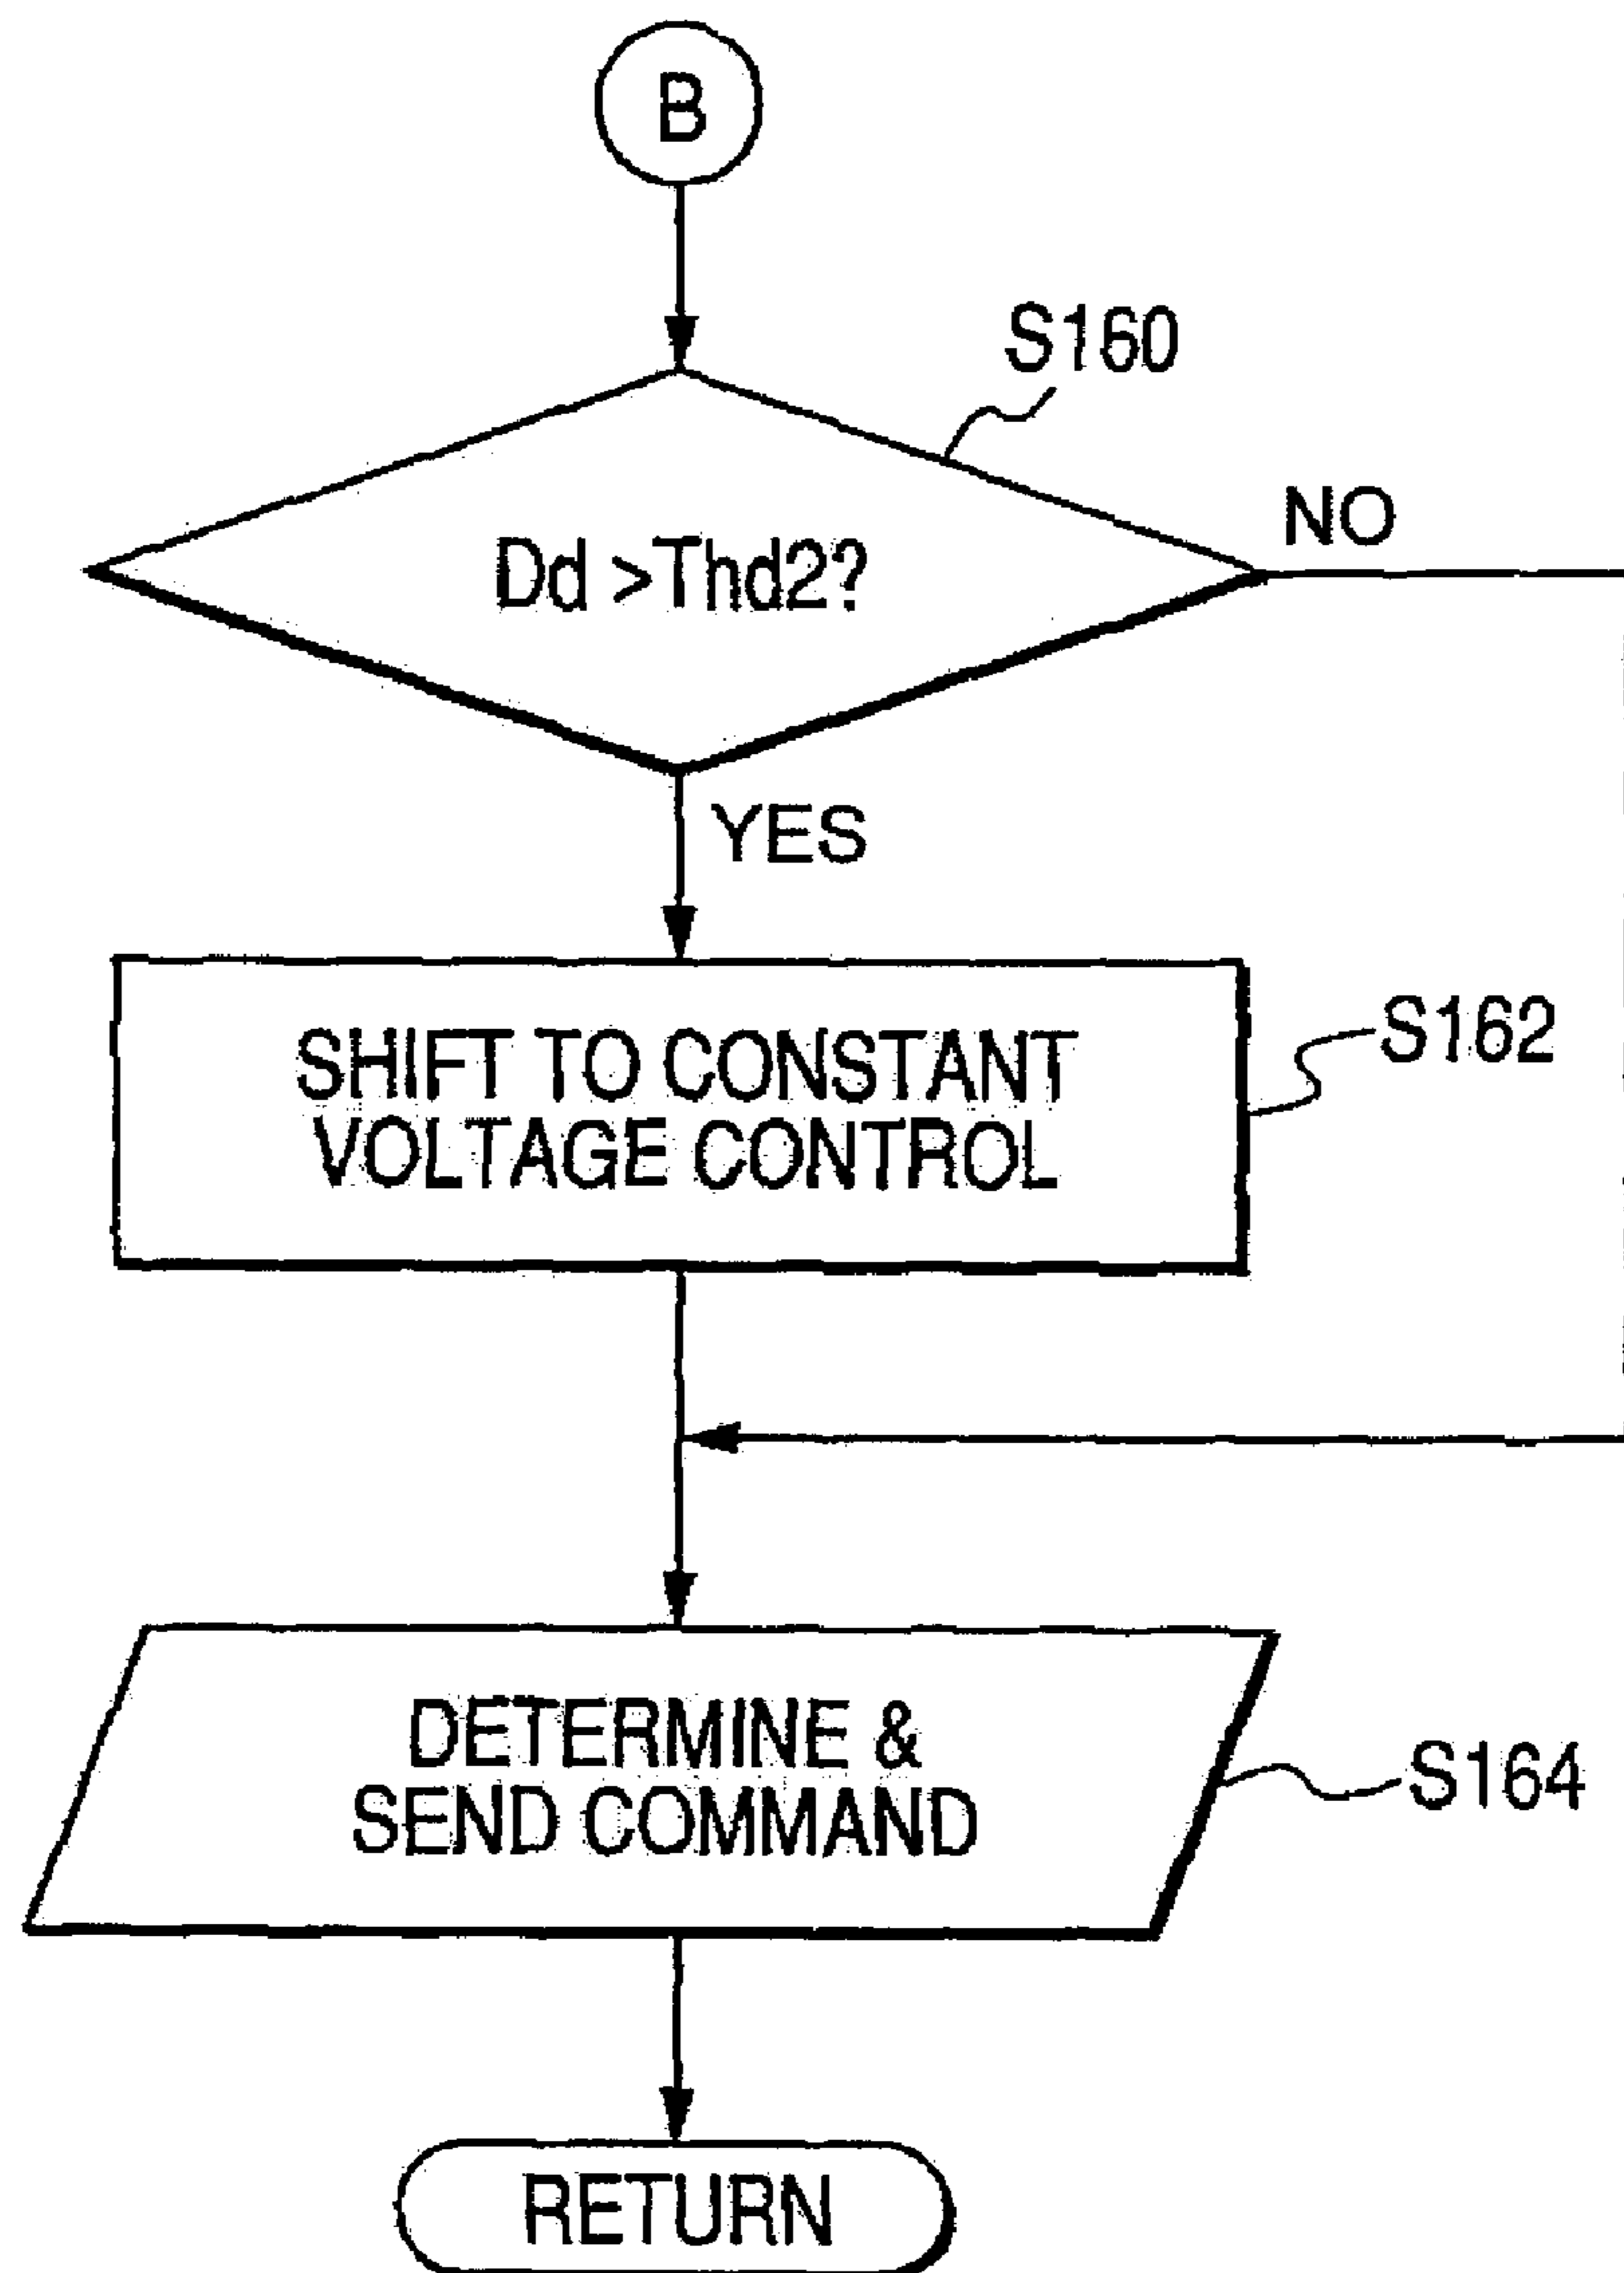 B
S160
NO
Dd >Thd2?
YES
SHIFT TO CONSTANT
VOLTAGE CONTROL
S162
DETERMINE &
SEND COMMAND
S164
RETURN